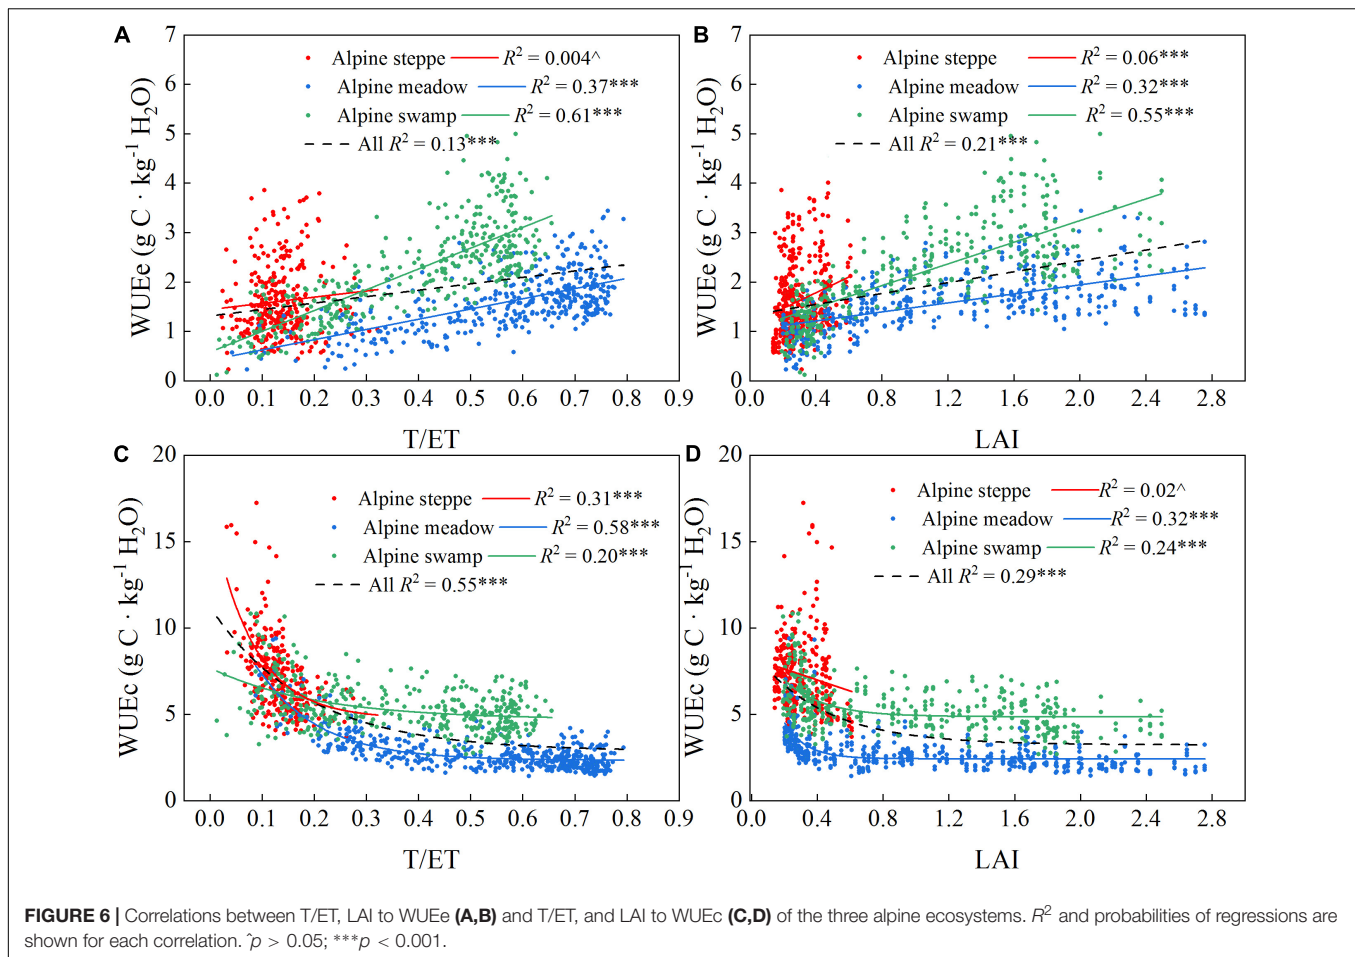 A
B
7
6
5
4
3
2
1
0
WUEe (g C · kg⁻¹ H₂O)
Alpine steppe R² = 0.004^
Alpine meadow R² = 0.37***
Alpine swamp R² = 0.61***
All R² = 0.13***
0.0 0.1 0.2 0.3 0.4 0.5 0.6 0.7 0.8 0.9
T/ET
7
6
5
4
3
2
1
0
WUEe (g C · kg⁻¹ H₂O)
Alpine steppe R² = 0.06***
Alpine meadow R² = 0.32***
Alpine swamp R² = 0.55***
All R² = 0.21***
0.0 0.4 0.8 1.2 1.6 2.0 2.4 2.8
LAI
C
D
20
15
10
5
0
WUEc (g C · kg⁻¹ H₂O)
Alpine steppe R² = 0.31***
Alpine meadow R² = 0.58***
Alpine swamp R² = 0.20***
All R² = 0.55***
0.0 0.1 0.2 0.3 0.4 0.5 0.6 0.7 0.8 0.9
T/ET
20
15
10
5
0
WUEc (g C · kg⁻¹ H₂O)
Alpine steppe R² = 0.02^
Alpine meadow R² = 0.32***
Alpine swamp R² = 0.24***
All R² = 0.29***
0.0 0.4 0.8 1.2 1.6 2.0 2.4 2.8
LAI
FIGURE 6 | Correlations between T/ET, LAI to WUEe (A,B) and T/ET, and LAI to WUEc (C,D) of the three alpine ecosystems. R² and probabilities of regressions are
shown for each correlation. ^p > 0.05; ***p < 0.001.